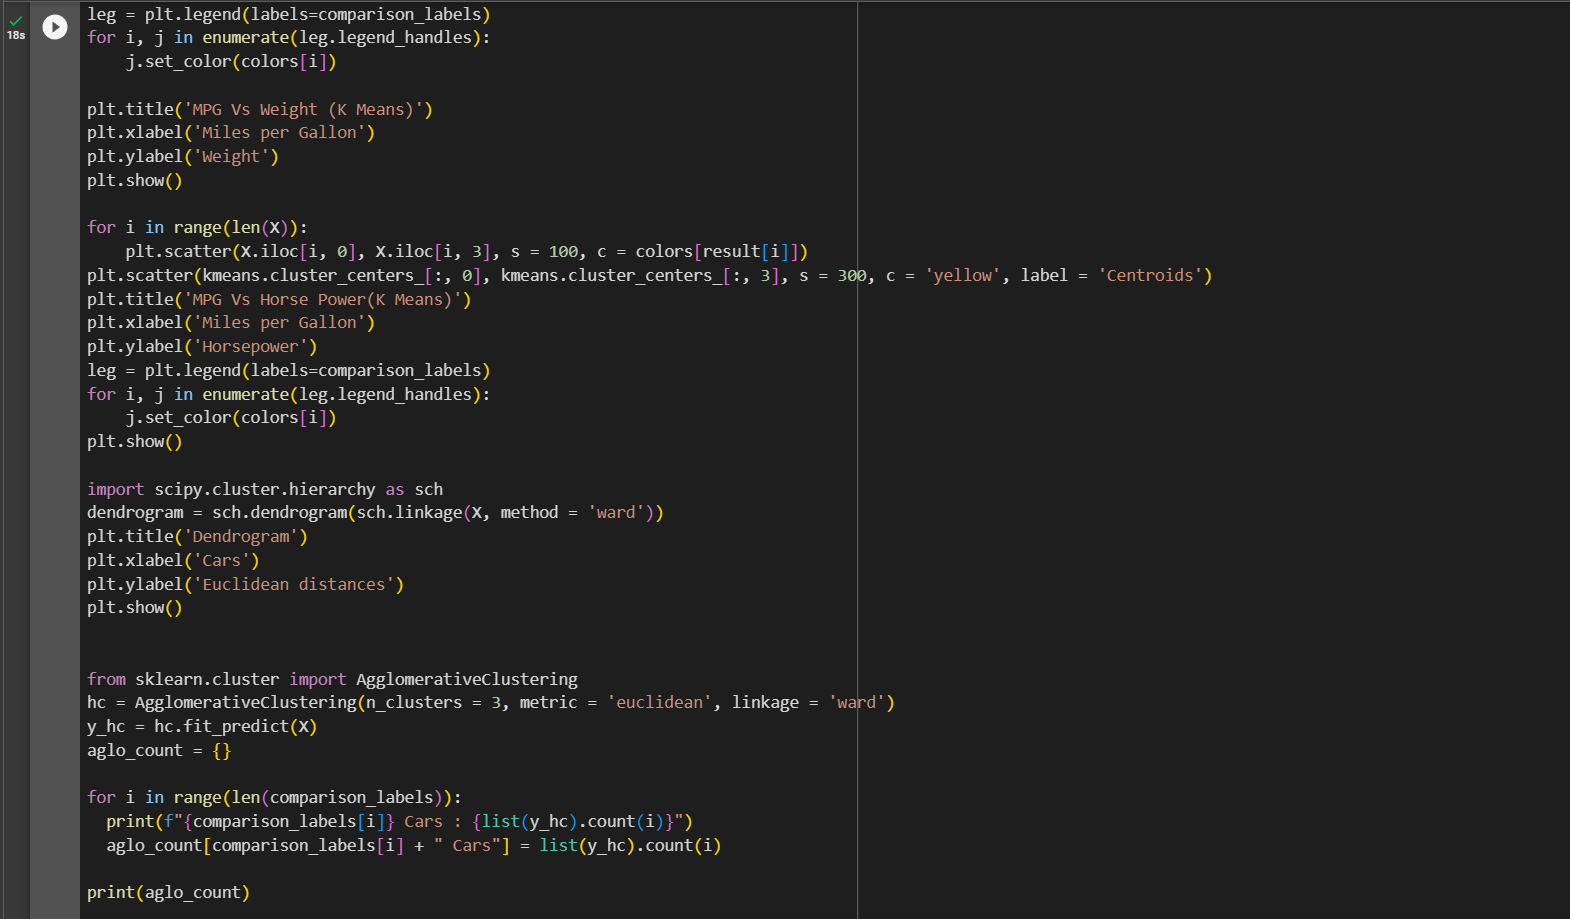 18s
leg = plt.legend(labels=comparison_labels)
for i, j in enumerate(leg.legend_handles):
    j.set_color(colors[i])

plt.title('MPG Vs Weight (K Means)')
plt.xlabel('Miles per Gallon')
plt.ylabel('Weight')
plt.show()

for i in range(len(X)):
    plt.scatter(X.iloc[i, 0], X.iloc[i, 3], s = 100, c = colors[result[i]])
plt.scatter(kmeans.cluster_centers_[:, 0], kmeans.cluster_centers_[:, 3], s = 300, c = 'yellow', label = 'Centroids')
plt.title('MPG Vs Horse Power(K Means)')
plt.xlabel('Miles per Gallon')
plt.ylabel('Horsepower')
leg = plt.legend(labels=comparison_labels)
for i, j in enumerate(leg.legend_handles):
    j.set_color(colors[i])
plt.show()

import scipy.cluster.hierarchy as sch
dendrogram = sch.dendrogram(sch.linkage(X, method = 'ward'))
plt.title('Dendrogram')
plt.xlabel('Cars')
plt.ylabel('Euclidean distances')
plt.show()

from sklearn.cluster import AgglomerativeClustering
hc = AgglomerativeClustering(n_clusters = 3, metric = 'euclidean', linkage = 'ward')
y_hc = hc.fit_predict(X)
aglo_count = {}

for i in range(len(comparison_labels)):
  print(f"{comparison_labels[i]} Cars : {list(y_hc).count(i)}")
  aglo_count[comparison_labels[i] + " Cars"] = list(y_hc).count(i)

print(aglo_count)